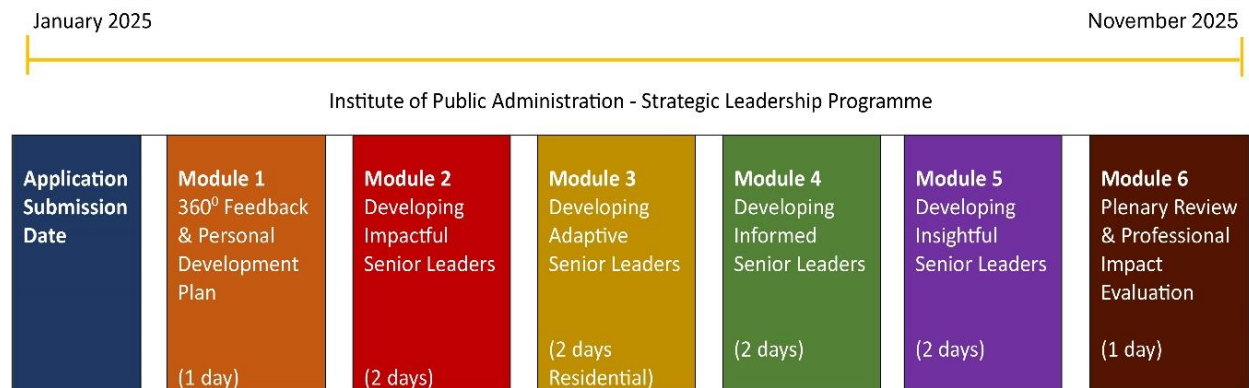 January 2025
November 2025
Institute of Public Administration - Strategic Leadership Programme
Application
Submission
Date
Module 1
360⁰ Feedback
& Personal
Development
Plan
(1 day)
Module 2
Developing
Impactful
Senior Leaders
(2 days)
Module 3
Developing
Adaptive
Senior Leaders
(2 days
Residential)
Module 4
Developing
Informed
Senior Leaders
(2 days)
Module 5
Developing
Insightful
Senior Leaders
(2 days)
Module 6
Plenary Review
& Professional
Impact
Evaluation
(1 day)